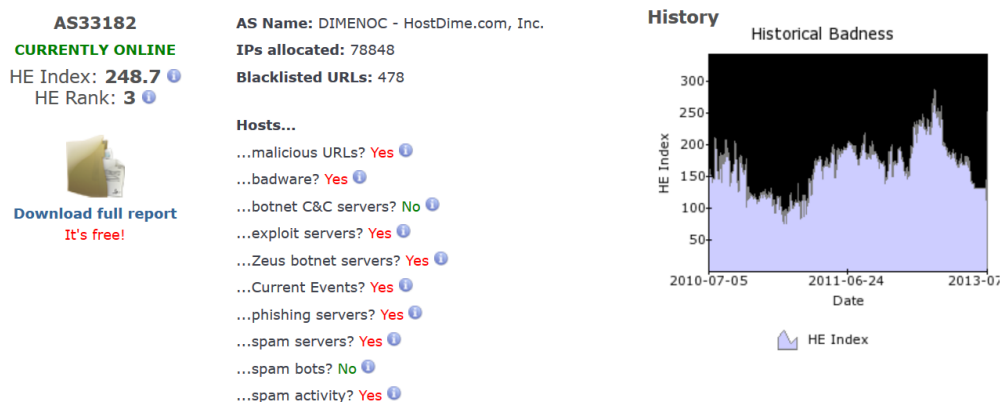 AS33182
CURRENTLY ONLINE
HE Index: 248.7
HE Rank: 3
Download full report
It's free!
AS Name: DIMENOC - HostDime.com, Inc.
IPs allocated: 78848
Blacklisted URLs: 478
Hosts...
...malicious URLs? Yes
...badware? Yes
...botnet C&C servers? No
...exploit servers? Yes
...Zeus botnet servers? Yes
...Current Events? Yes
...phishing servers? Yes
...spam servers? Yes
...spam bots? No
...spam activity? Yes
History
Historical Badness
HE Index
300
250
200
150
100
50
2010-07-05 2011-06-24 2013-07
Date
HE Index